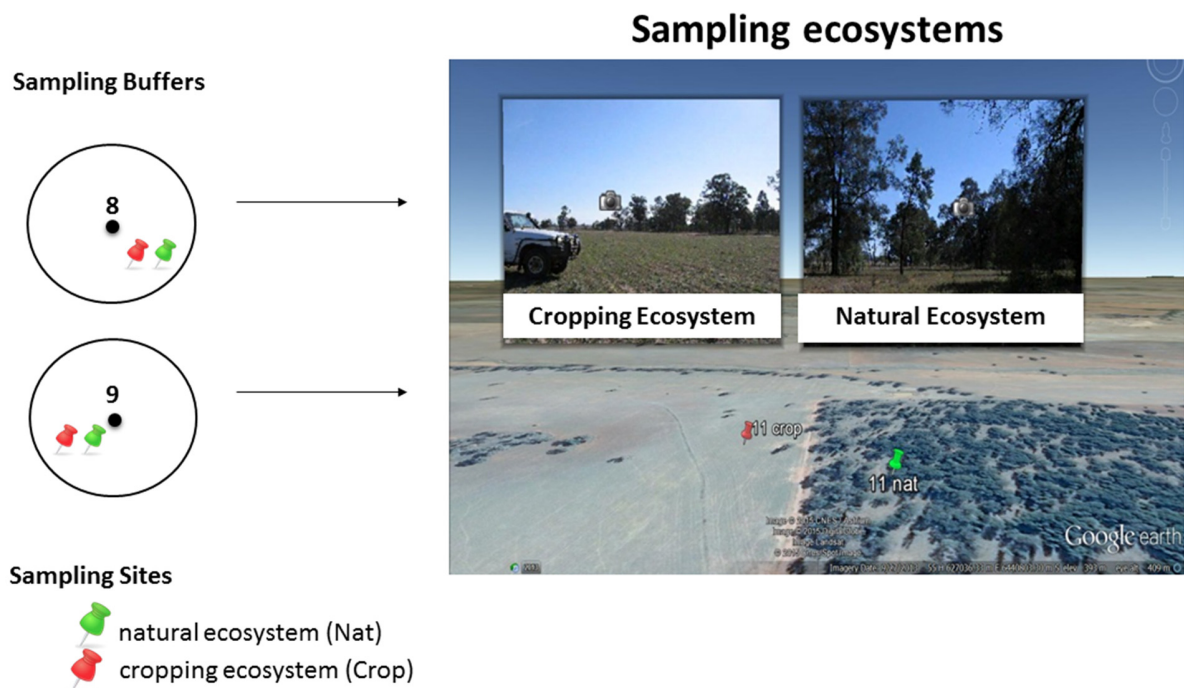 Sampling ecosystems
Sampling Buffers
8
9
Cropping Ecosystem
Natural Ecosystem
11 crop
11 nat
Google earth
Sampling Sites
natural ecosystem (Nat)
cropping ecosystem (Crop)